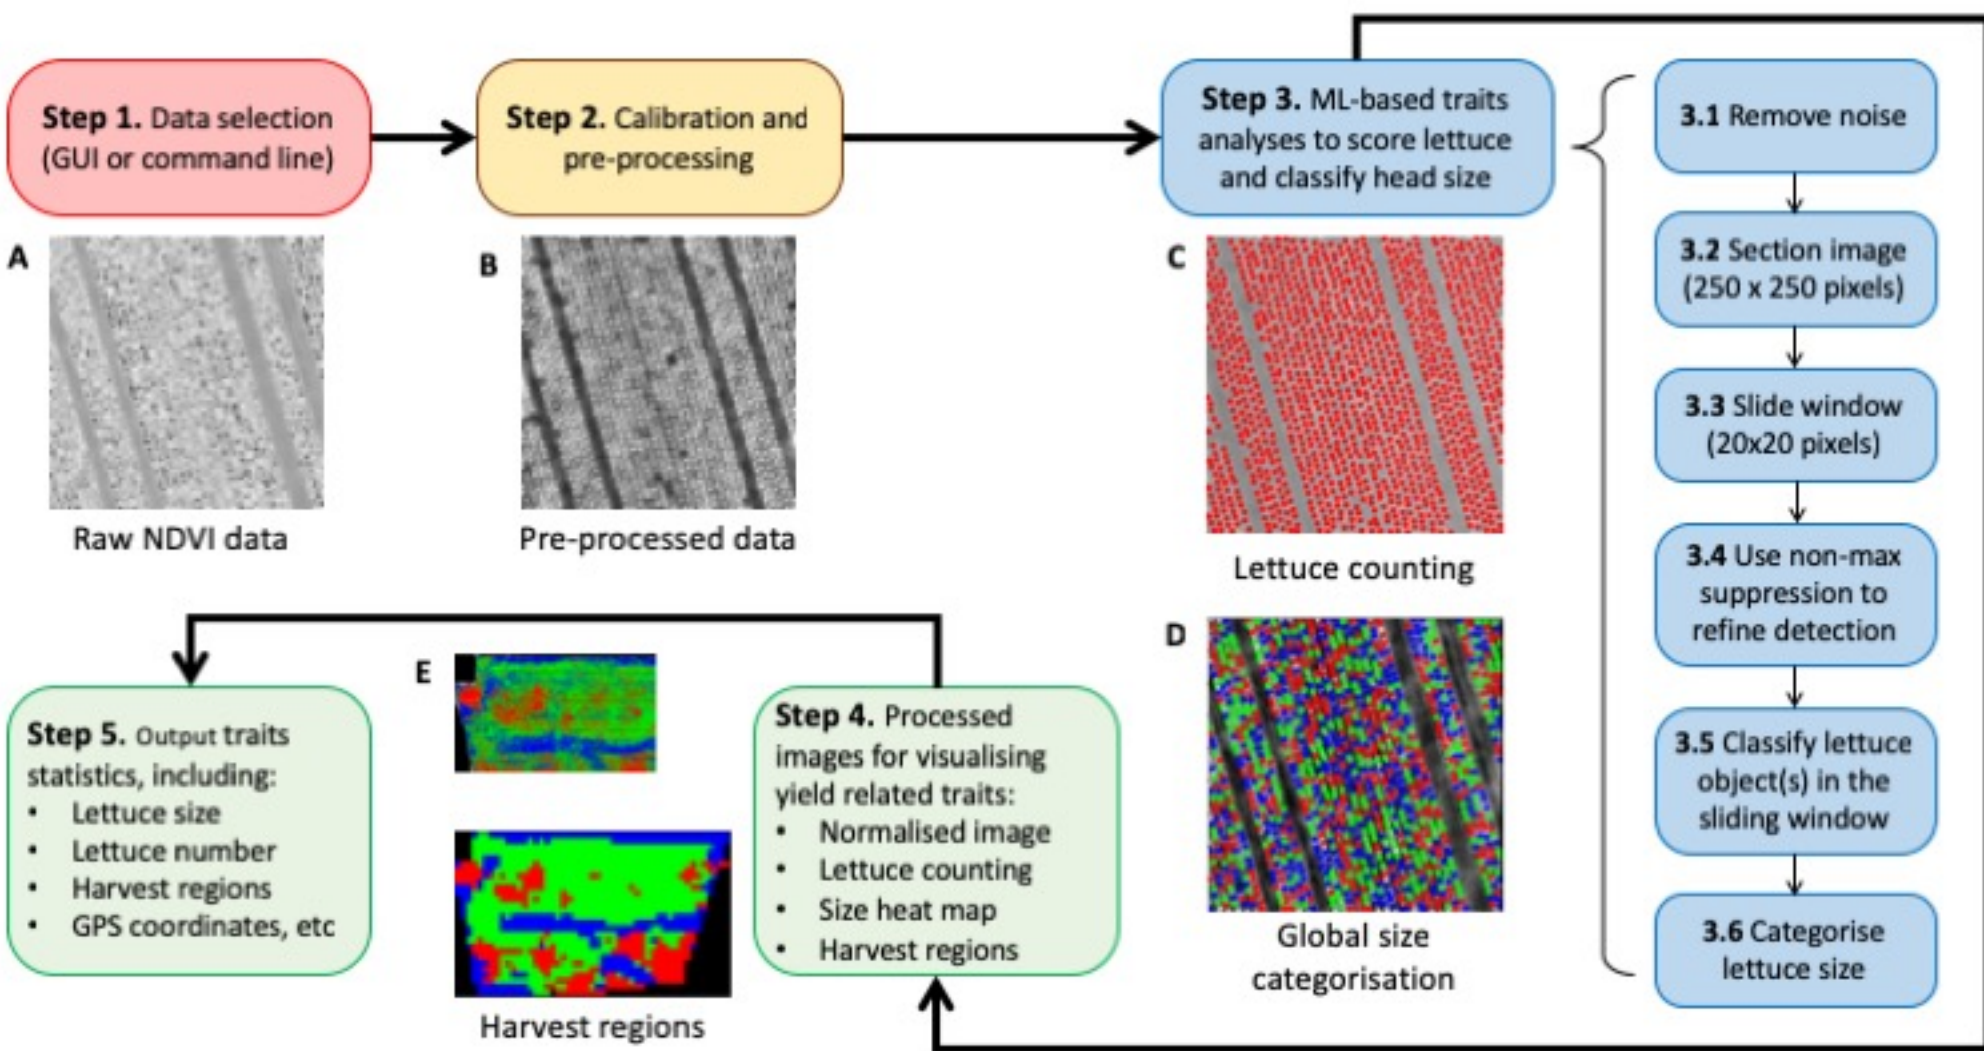 Step 1. Data selection
(GUI or command line)
Step 2. Calibration and
pre-processing
Step 3. ML-based traits
analyses to score lettuce
and classify head size
3.1 Remove noise
3.2 Section image
(250 x 250 pixels)
3.3 Slide window
(20x20 pixels)
3.4 Use non-max
suppression to
refine detection
3.5 Classify lettuce
object(s) in the
sliding window
3.6 Categorise
lettuce size
A
Raw NDVI data
B
Pre-processed data
C
Lettuce counting
D
Global size
categorisation
Step 4. Processed
images for visualising
yield related traits:
• Normalised image
• Lettuce counting
• Size heat map
• Harvest regions
E
Harvest regions
Step 5. Output traits
statistics, including:
• Lettuce size
• Lettuce number
• Harvest regions
• GPS coordinates, etc